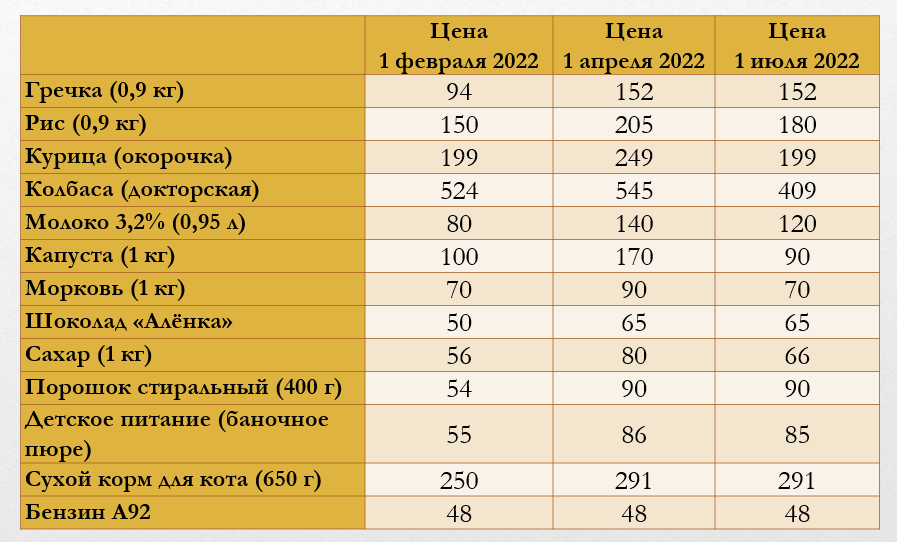 Цена Цена Цена
1 февраля 2022 1 апреля 2022 1 июля 2022
Гречка (0,9 кг) 94 152 152
Рис (0,9 кг) 150 205 180
Курица (окорочка) 199 249 199
Колбаса (докторская) 524 545 409
Молоко 3,2% (0,95 л) 80 140 120
Капуста (1 кг) 100 170 90
Морковь (1 кг) 70 90 70
Шоколад «Алёнка» 50 65 65
Сахар (1 кг) 56 80 66
Порошок стиральный (400 г) 54 90 90
Детское питание (баночное
пюре) 55 86 85
Сухой корм для кота (650 г) 250 291 291
Бензин А92 48 48 48